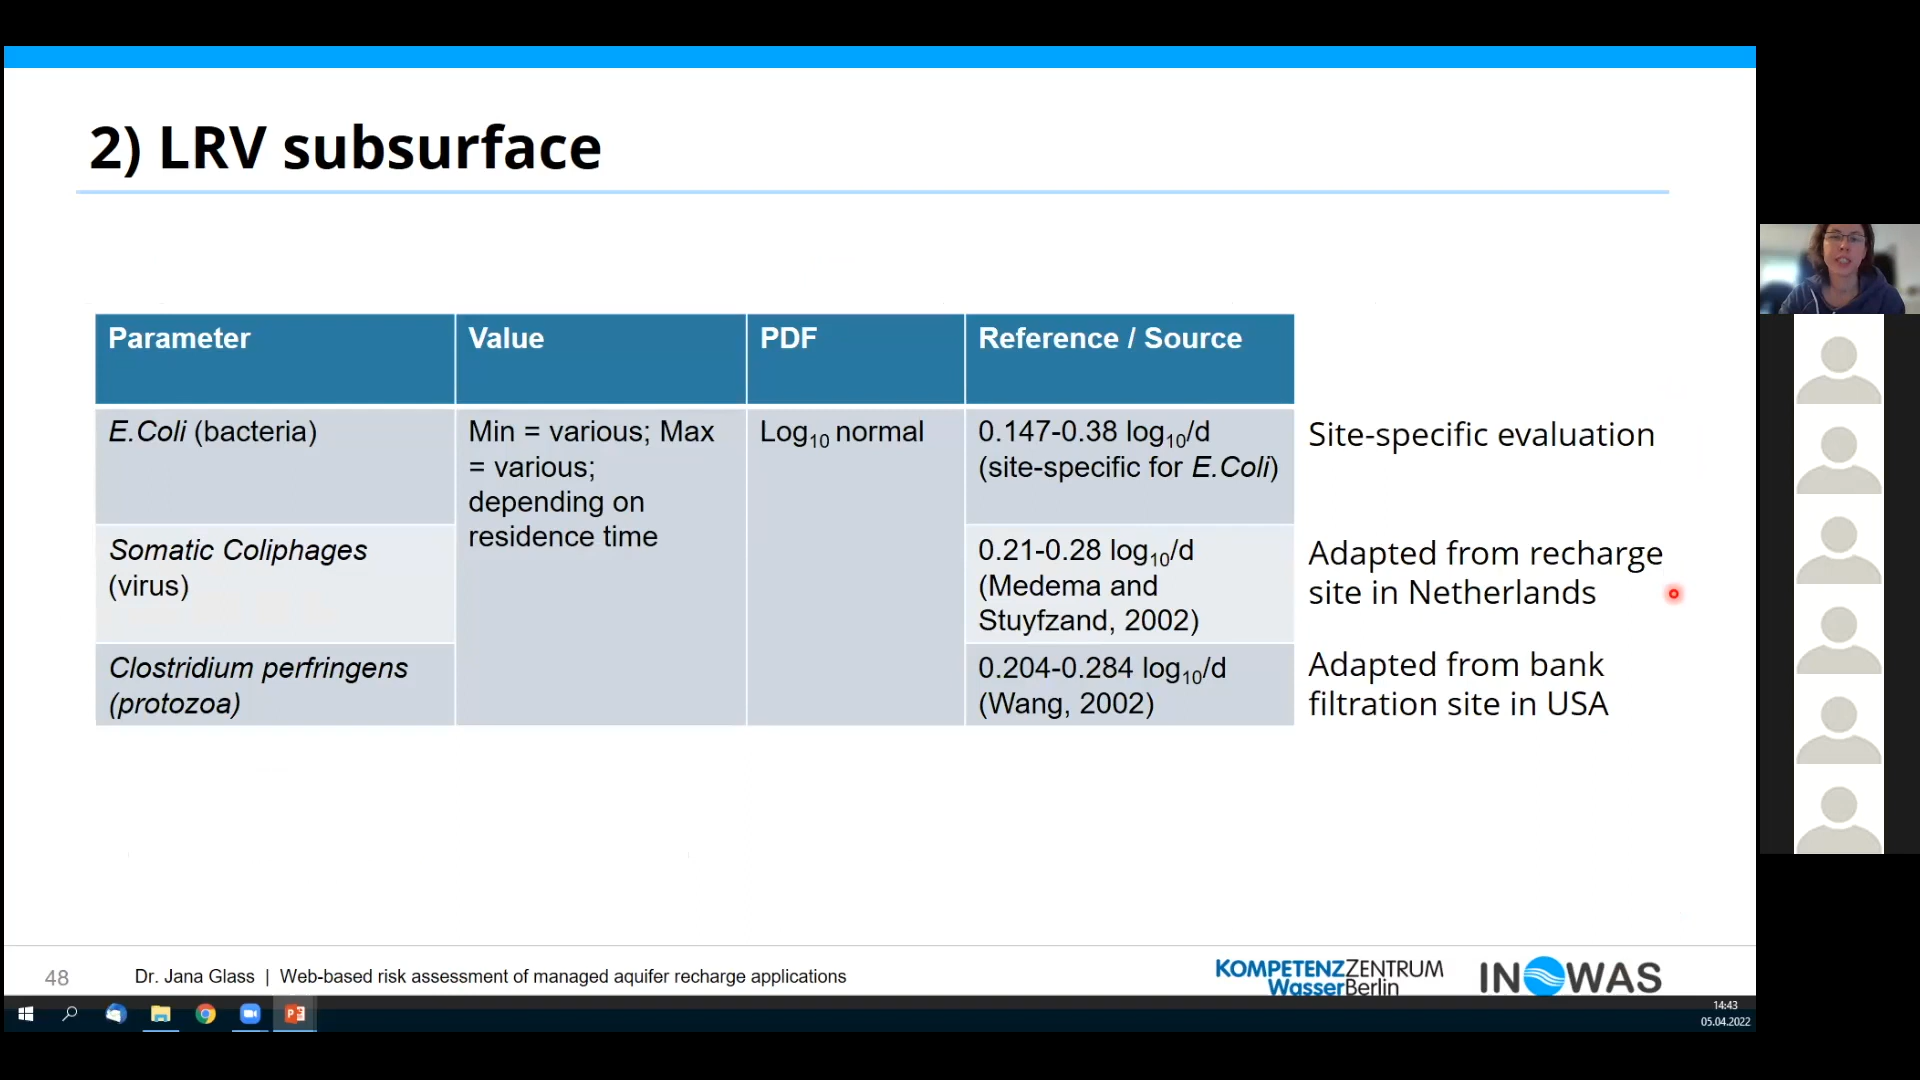 2) LRV subsurface
Parameter
Value
PDF
Reference / Source
E.Coli (bacteria)
Min = various; Max
= various;
depending on
residence time
Log10 normal
0.147-0.38 log10/d
(site-specific for E.Coli)
Site-specific evaluation
Somatic Coliphages
(virus)
0.21-0.28 log10/d
(Medema and
Stuyfzand, 2002)
Adapted from recharge
site in Netherlands
Clostridium perfringens
(protozoa)
0.204-0.284 log10/d
(Wang, 2002)
Adapted from bank
filtration site in USA
48
Dr. Jana Glass | Web-based risk assessment of managed aquifer recharge applications
KOMPETENZZENTRUM
WasserBerlin
INOWAS
14:43
05.04.2022